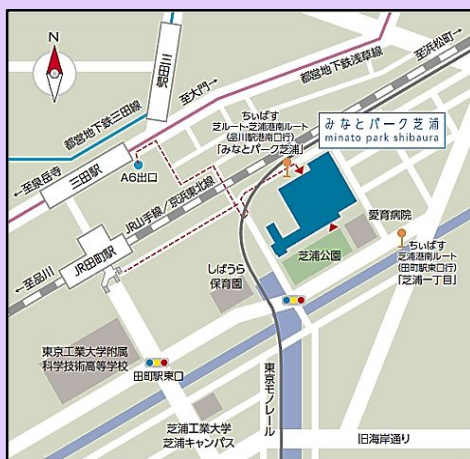 N
三田駅
都営地下鉄三田線
至大門→
都営地下鉄浅草線
至浜松町→
ちぃばす
芝ルート・芝浦港南ルート
(品川駅港南口行)
「みなとパーク芝浦」
みなとパーク芝浦
minato park shibaura
←至泉岳寺
三田駅
A6出口
JR山手線/京浜東北線
愛育病院
ちぃばす
芝浦港南ルート
(田町駅東口行)
「芝浦一丁目」
芝浦公園
←至品川
JR田町駅
しばうら
保育園
東京工業大学附属
科学技術高等学校
田町駅東口
東京モノレール
芝浦工業大学
芝浦キャンパス
旧海岸通り